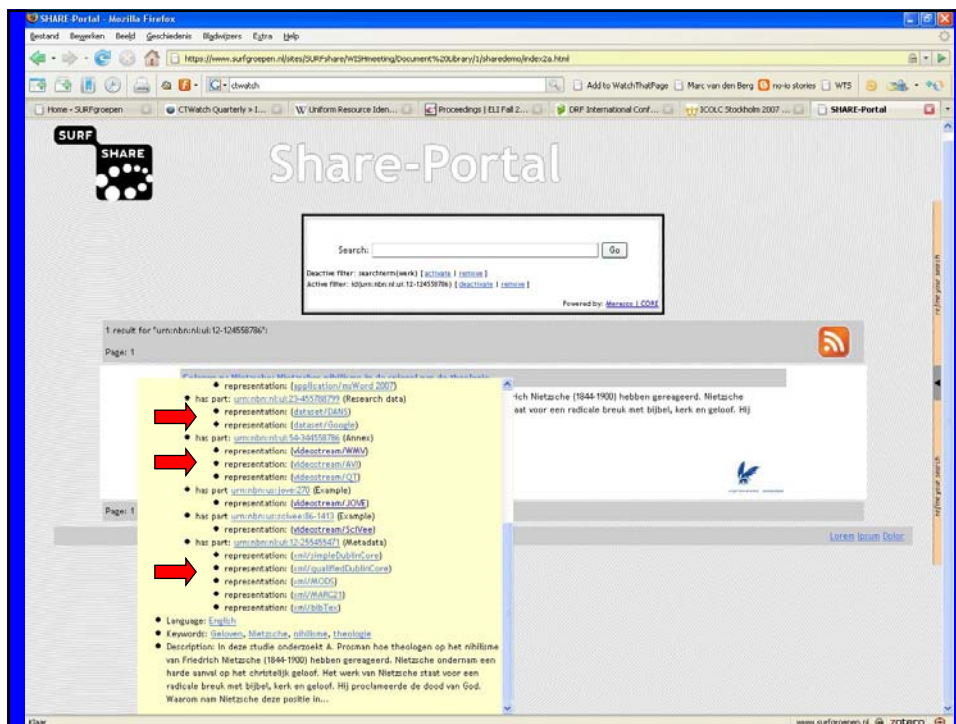 SHARE-Portal - Mozilla Firefox
Bestand Bewerken Beeld Geschiedenis Bladwijzers Extra Help
https://www.surfgroepen.nl/sites/SURFshare/WISHmeeting/Document%20Library/1/sharedemo/index2a.html
ctwatch Add to WatchThatPage Marc van den Berg no-io stories WTS
Home - SURFgroepen CTWatch Quarterly > I... Uniform Resource Iden... Proceedings | ELI Fall 2... DRF International Conf... ICOLC Stockholm 2007 ... SHARE-Portal
SURF
SHARE
Share-Portal
Search: Go
Deactive filter: searchterm(werk) [ activate | remove ]
Active filter: id(urn:nbn:nl:ui:12-124558786) [ deactivate | remove ]
Powered by: Meresco | CORE
refine your search
1 result for "urn:nbn:nl:ui:12-124558786":
Page: 1
representation: (application/msWord 2007)
has part: urn:nbn:nl:ui:23-455788799 (Research data)
representation: (dataset/DANS)
representation: (dataset/Google)
has part: urn:nbn:nl:ui:54-344558786 (Annex)
representation: (videostream/WMV)
representation: (videostream/AVI)
representation: (videostream/QT)
has part urn:nbn:us:jove:270 (Example)
representation: (videostream/JOVE)
has part urn:nbn:us:scivee:86-1413 (Example)
representation: (videostream/SciVee)
has part: urn:nbn:nl:ui:12-255455471 (Metadata)
representation: (xml/simpleDublinCore)
representation: (xml/qualifiedDublinCore)
representation: (xml/MODS)
representation: (xml/MARC21)
representation: (xml/bibTex)
Language: English
Keywords: Geloven, Nietzsche, nihilisme, theologie
Description: In deze studie onderzoekt A. Prosman hoe theologen op het nihilisme
van Friedrich Nietzsche (1844-1900) hebben gereageerd. Nietzsche ondernam een
harde aanval op het christelijk geloof. Het werk van Nietzsche staat voor een
radicale breuk met bijbel, kerk en geloof. Hij proclameerde de dood van God.
Waarom nam Nietzsche deze positie in...
rich Nietzsche (1844-1900) hebben gereageerd. Nietzsche
aat voor een radicale breuk met bijbel, kerk en geloof. Hij
refine your search
Page: 1
Lorem Ipsum Dolor
Klaar www.surfgroepen.nl zotero